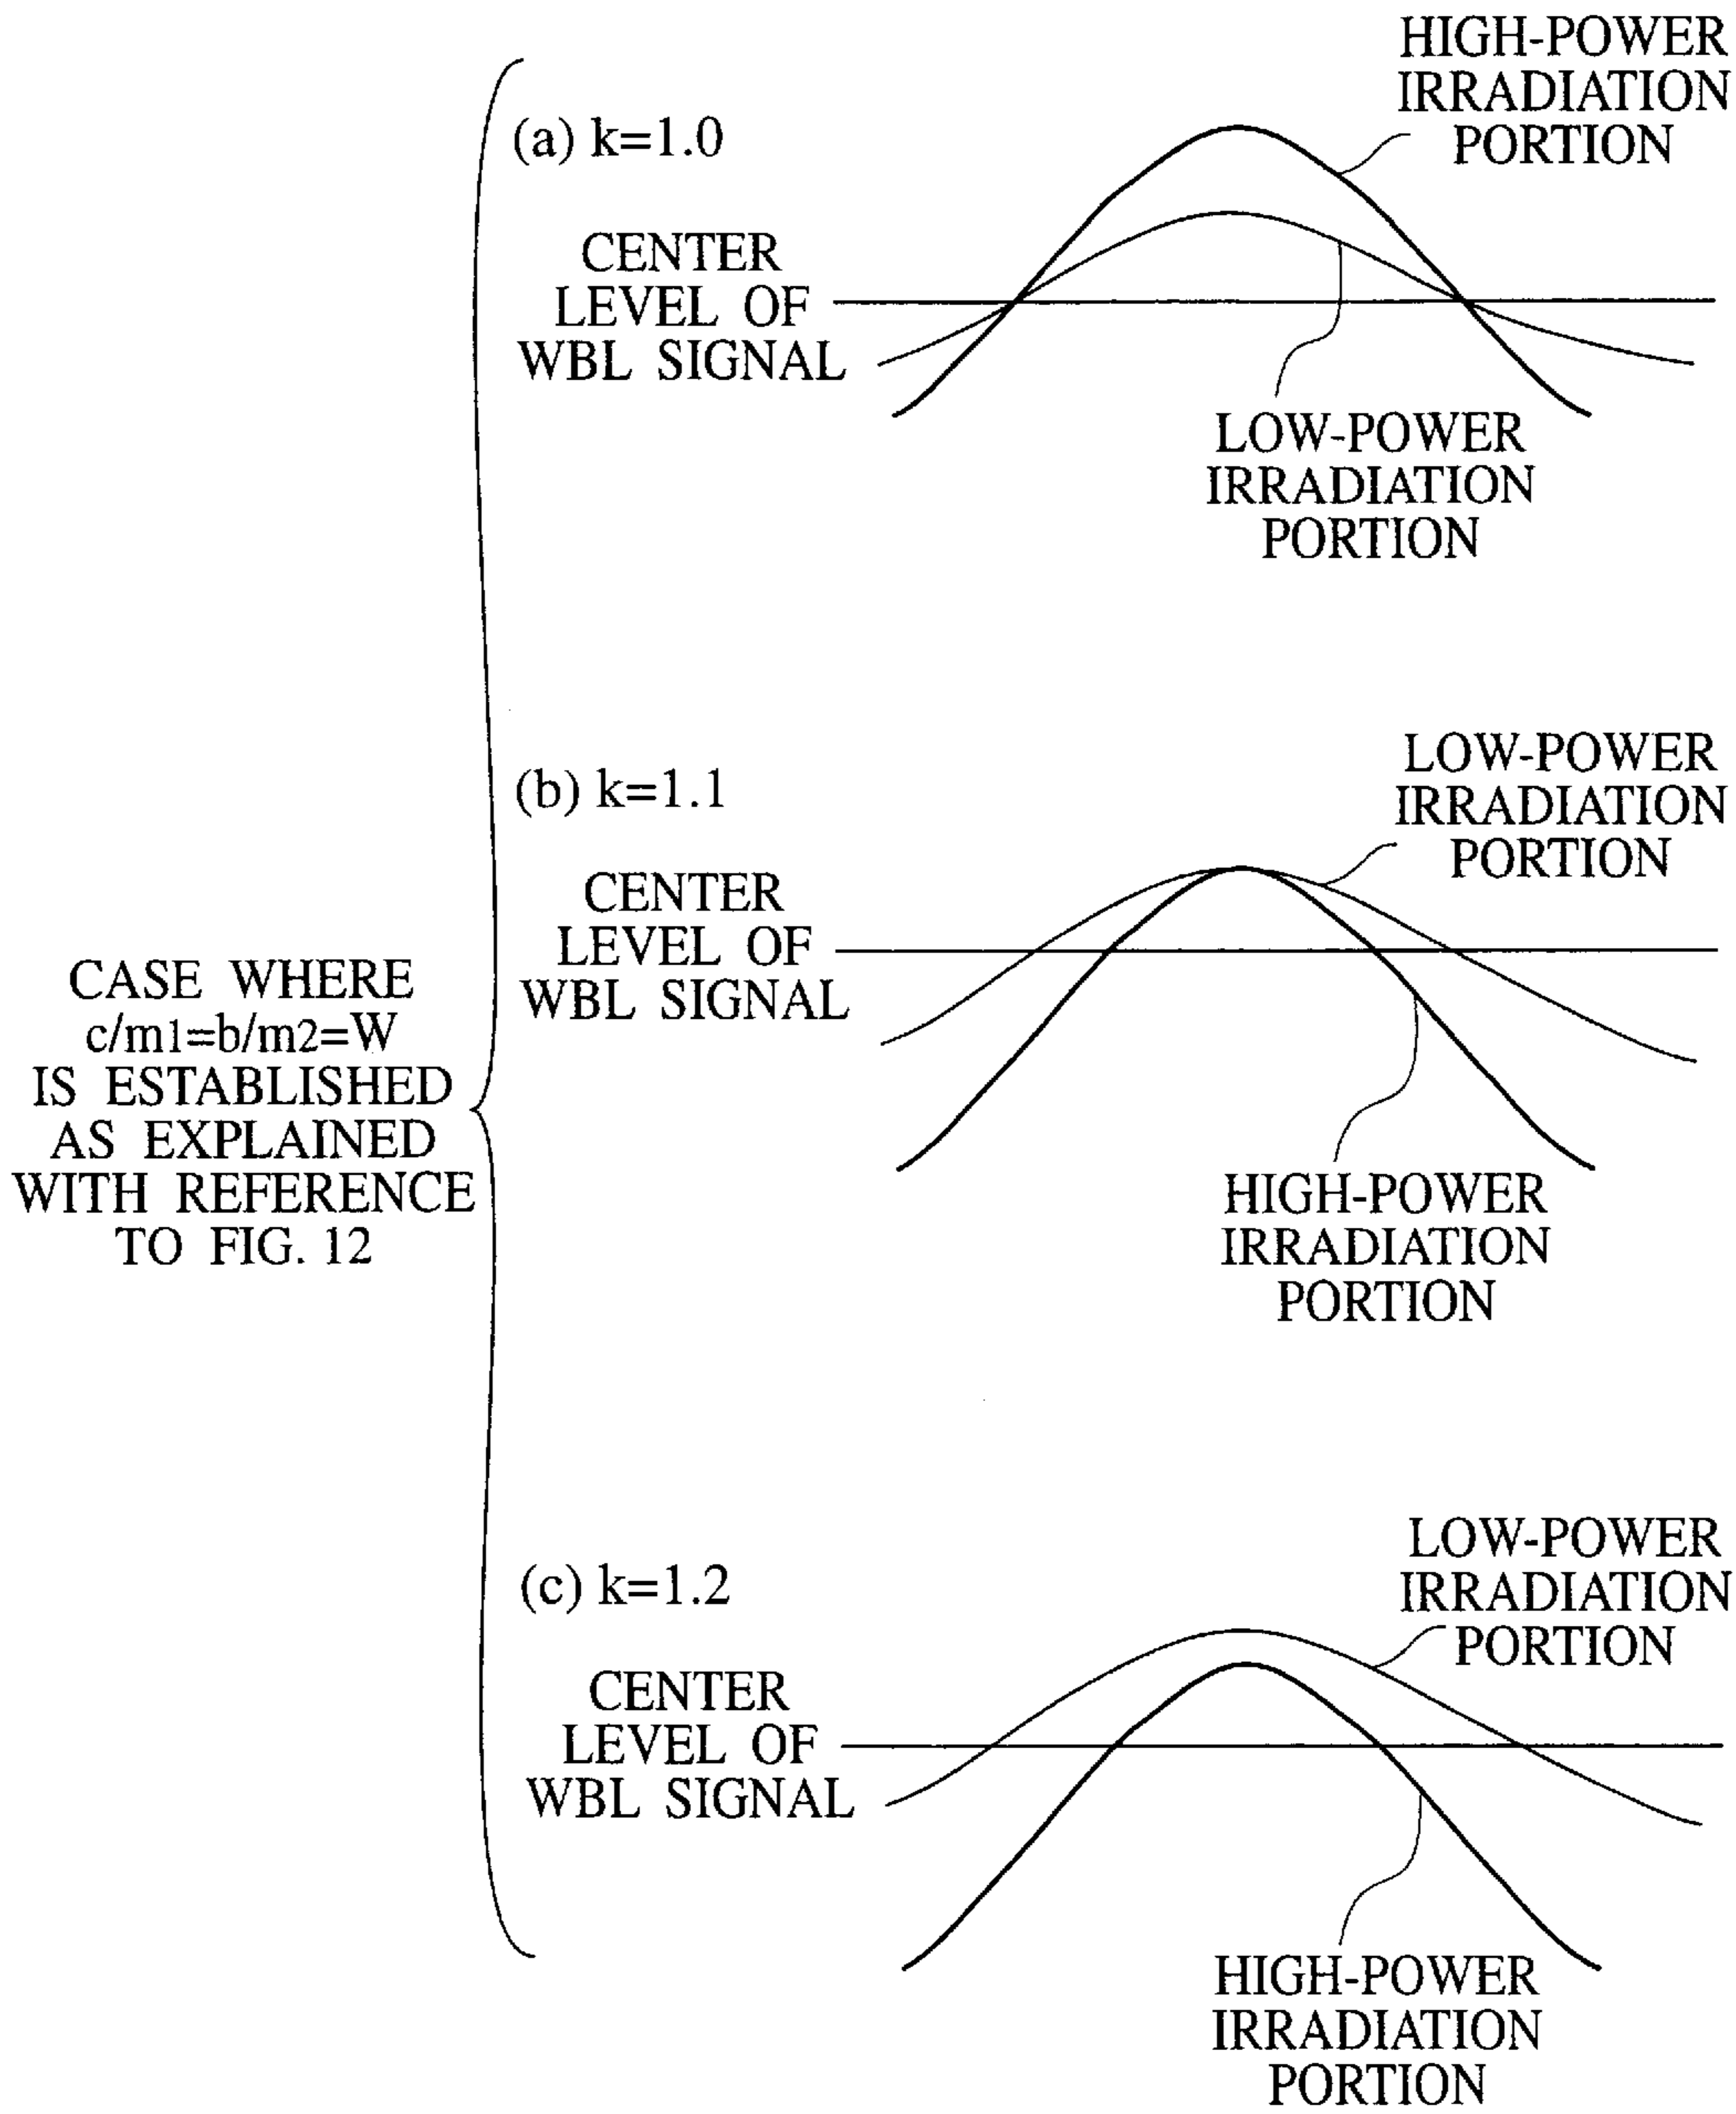 HIGH-POWER
IRRADIATION
PORTION
(a) k=1.0
CENTER
LEVEL OF
WBL SIGNAL
LOW-POWER
IRRADIATION
PORTION
(b) k=1.1
LOW-POWER
IRRADIATION
PORTION
CENTER
LEVEL OF
WBL SIGNAL
HIGH-POWER
IRRADIATION
PORTION
CASE WHERE
c/m1=b/m2=W
IS ESTABLISHED
AS EXPLAINED
WITH REFERENCE
TO FIG. 12
(c) k=1.2
LOW-POWER
IRRADIATION
PORTION
CENTER
LEVEL OF
WBL SIGNAL
HIGH-POWER
IRRADIATION
PORTION